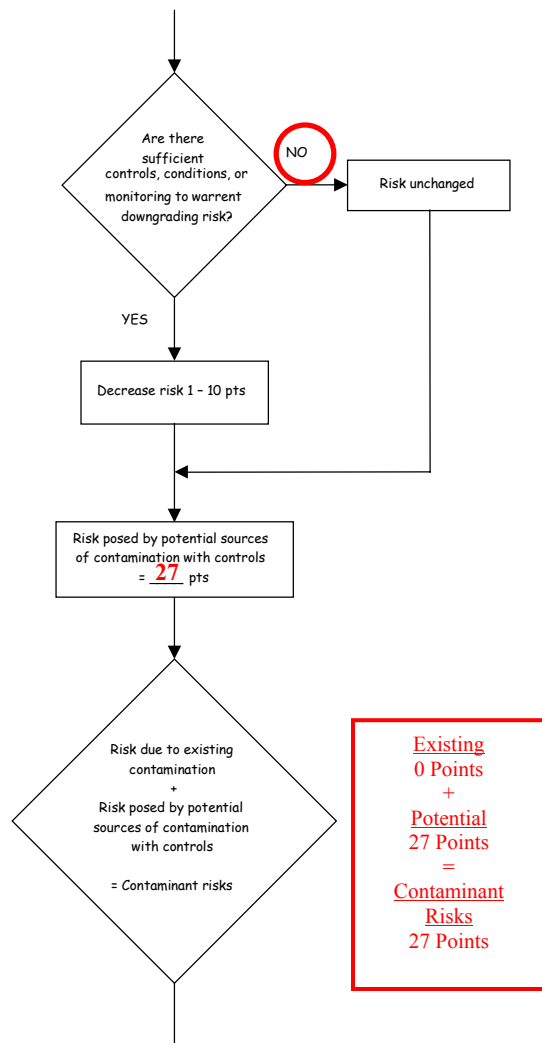 Are there
sufficient
controls, conditions, or
monitoring to warrent
downgrading risk?
NO
Risk unchanged
YES
Decrease risk 1 – 10 pts
Risk posed by potential sources
of contamination with controls
= 27 pts
Risk due to existing
contamination
+
Risk posed by potential
sources of contamination
with controls
= Contaminant risks
Existing
0 Points
+
Potential
27 Points
=
Contaminant
Risks
27 Points